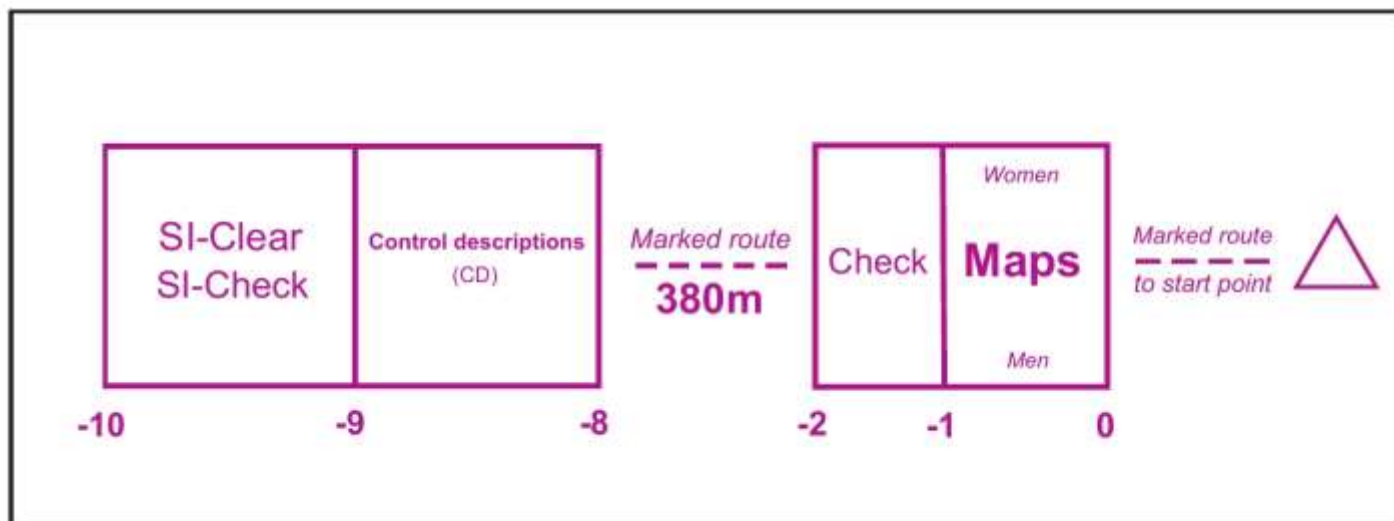 SI-Clear
SI-Check
Control descriptions
(CD)
Marked route
380m
Check
Women
Maps
Men
Marked route
to start point
-10
-9
-8
-2
-1
0